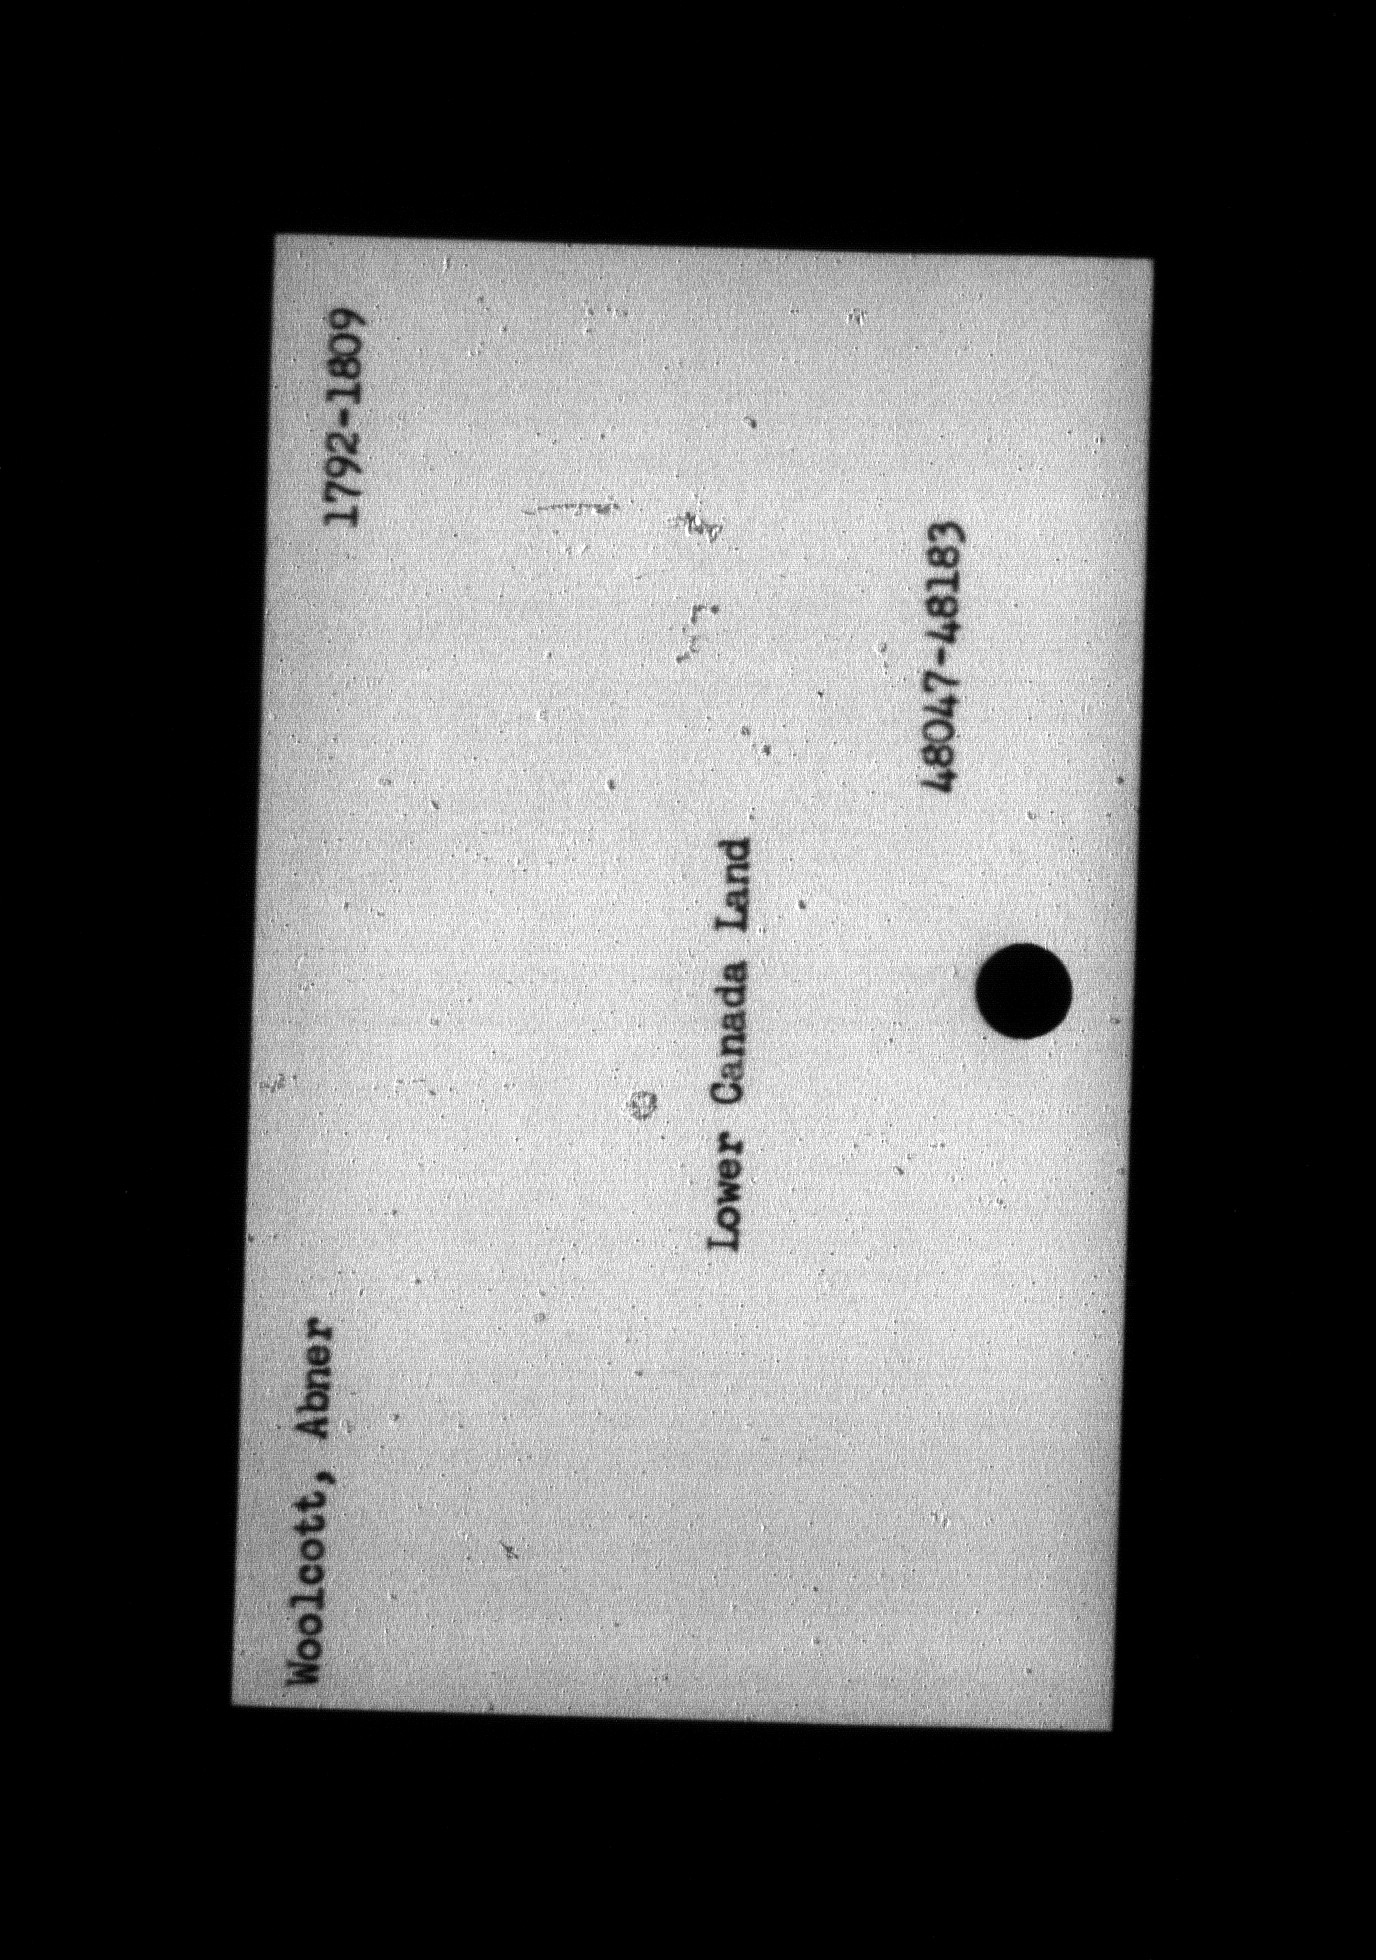 Woolcott, Abner 1792-1809
Lower Canada Land
48047-48183